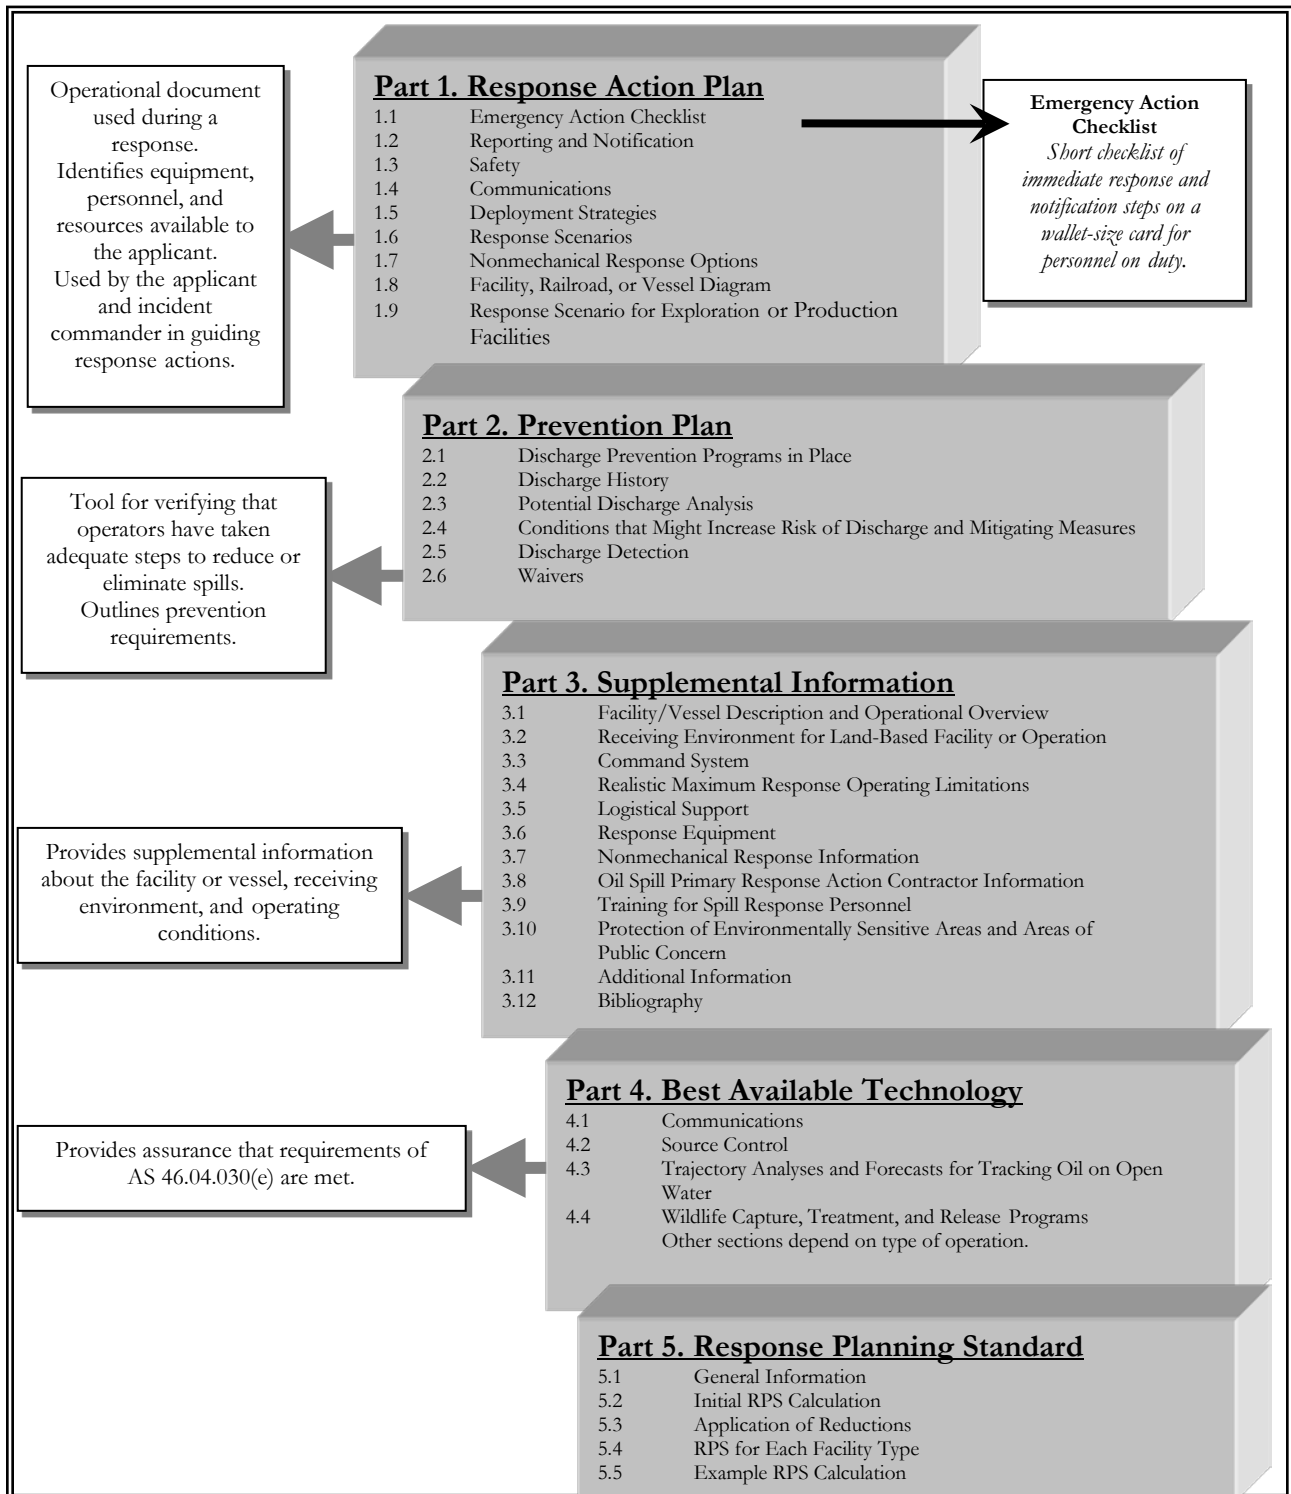 Operational document
used during a
response.
Identifies equipment,
personnel, and
resources available to
the applicant.
Used by the applicant
and incident
commander in guiding
response actions.
Part 1. Response Action Plan
1.1 Emergency Action Checklist
1.2 Reporting and Notification
1.3 Safety
1.4 Communications
1.5 Deployment Strategies
1.6 Response Scenarios
1.7 Nonmechanical Response Options
1.8 Facility, Railroad, or Vessel Diagram
1.9 Response Scenario for Exploration or Production
Facilities
Emergency Action
Checklist
Short checklist of
immediate response and
notification steps on a
wallet-size card for
personnel on duty.
Part 2. Prevention Plan
2.1 Discharge Prevention Programs in Place
2.2 Discharge History
2.3 Potential Discharge Analysis
2.4 Conditions that Might Increase Risk of Discharge and Mitigating Measures
2.5 Discharge Detection
2.6 Waivers
Tool for verifying that
operators have taken
adequate steps to reduce or
eliminate spills.
Outlines prevention
requirements.
Part 3. Supplemental Information
3.1 Facility/Vessel Description and Operational Overview
3.2 Receiving Environment for Land-Based Facility or Operation
3.3 Command System
3.4 Realistic Maximum Response Operating Limitations
3.5 Logistical Support
3.6 Response Equipment
3.7 Nonmechanical Response Information
3.8 Oil Spill Primary Response Action Contractor Information
3.9 Training for Spill Response Personnel
3.10 Protection of Environmentally Sensitive Areas and Areas of
Public Concern
3.11 Additional Information
3.12 Bibliography
Provides supplemental information
about the facility or vessel, receiving
environment, and operating
conditions.
Part 4. Best Available Technology
4.1 Communications
4.2 Source Control
4.3 Trajectory Analyses and Forecasts for Tracking Oil on Open
Water
4.4 Wildlife Capture, Treatment, and Release Programs
Other sections depend on type of operation.
Provides assurance that requirements of
AS 46.04.030(e) are met.
Part 5. Response Planning Standard
5.1 General Information
5.2 Initial RPS Calculation
5.3 Application of Reductions
5.4 RPS for Each Facility Type
5.5 Example RPS Calculation